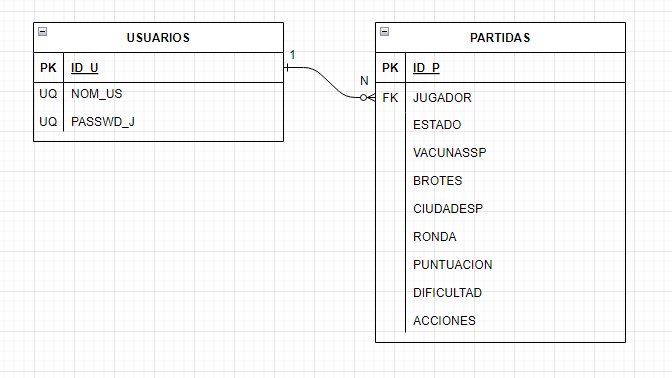 USUARIOS
PK ID_U
UQ NOM_US
UQ PASSWD_J
1
N
PARTIDAS
PK ID_P
FK JUGADOR
ESTADO
VACUNASSP
BROTES
CIUDADESP
RONDA
PUNTUACION
DIFICULTAD
ACCIONES